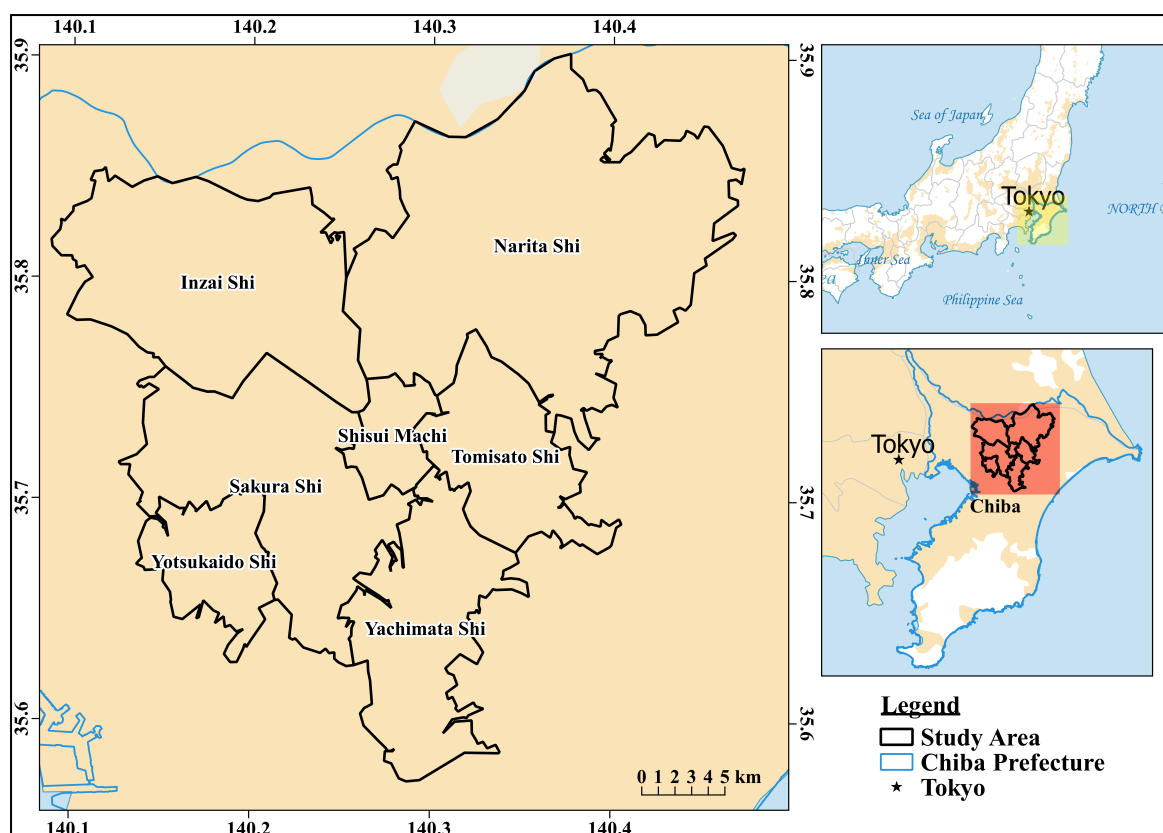 140.1 140.2 140.3 140.4
35.9
35.8
35.7
35.6
Narita Shi
Inzai Shi
Shisui Machi
Tomisato Shi
Sakura Shi
Yotsukaido Shi
Yachimata Shi
0 1 2 3 4 5 km
35.9
35.8
35.7
35.6
140.1 140.2 140.3 140.4
Sea of Japan
Tokyo
NORTH
Inner Sea
Philippine Sea
Tokyo
Chiba
Legend
Study Area
Chiba Prefecture
Tokyo